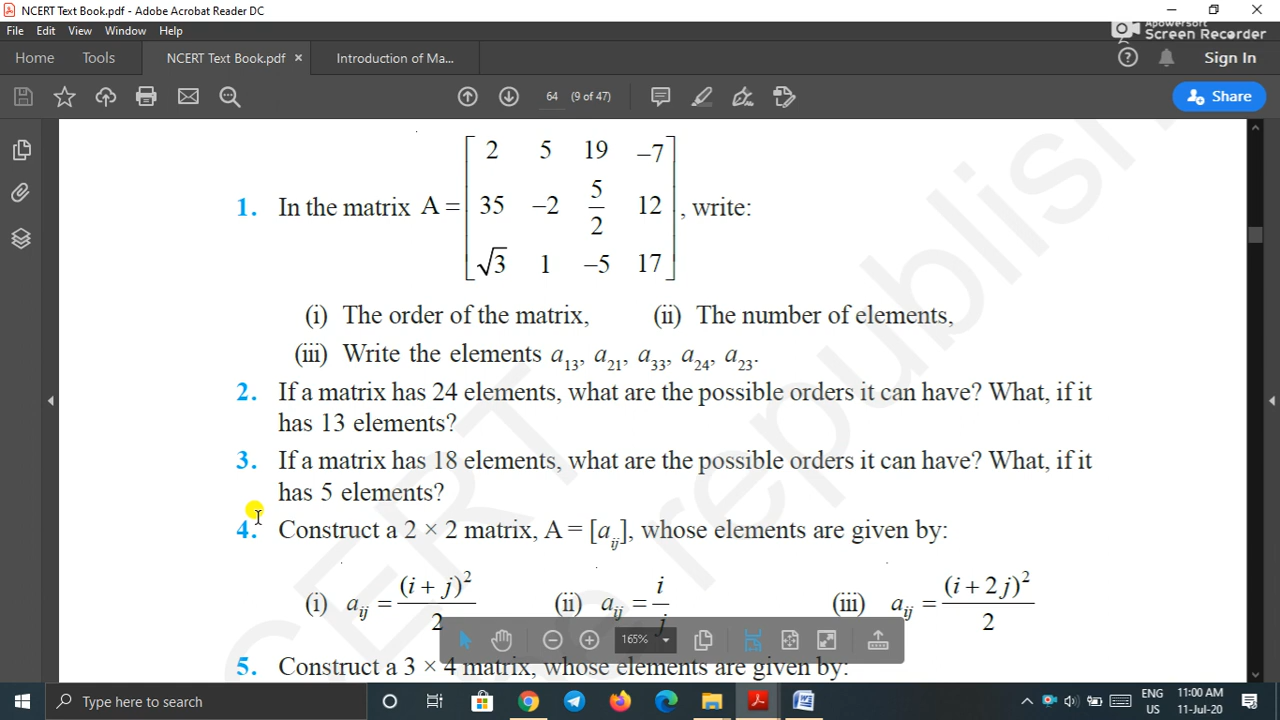 NCERT Text Book.pdf - Adobe Acrobat Reader DC
Apowersoft
Screen Recorder
File Edit View Window Help
Home Tools NCERT Text Book.pdf × Introduction of Ma... Sign In
64 (9 of 47) Share
1. In the matrix A = [2 5 19 –7
35 –2 5/2 12
√3 1 –5 17], write:
(i) The order of the matrix, (ii) The number of elements,
(iii) Write the elements a₁₃, a₂₁, a₃₃, a₂₄, a₂₃.
2. If a matrix has 24 elements, what are the possible orders it can have? What, if it
has 13 elements?
3. If a matrix has 18 elements, what are the possible orders it can have? What, if it
has 5 elements?
4. Construct a 2 × 2 matrix, A = [aᵢⱼ], whose elements are given by:
(i) aᵢⱼ = (i + j)²/2 (ii) aᵢⱼ = i/j (iii) aᵢⱼ = (i + 2j)²/2
165%
5. Construct a 3 × 4 matrix, whose elements are given by:
Type here to search
ENG 11:00 AM
US 11-Jul-20